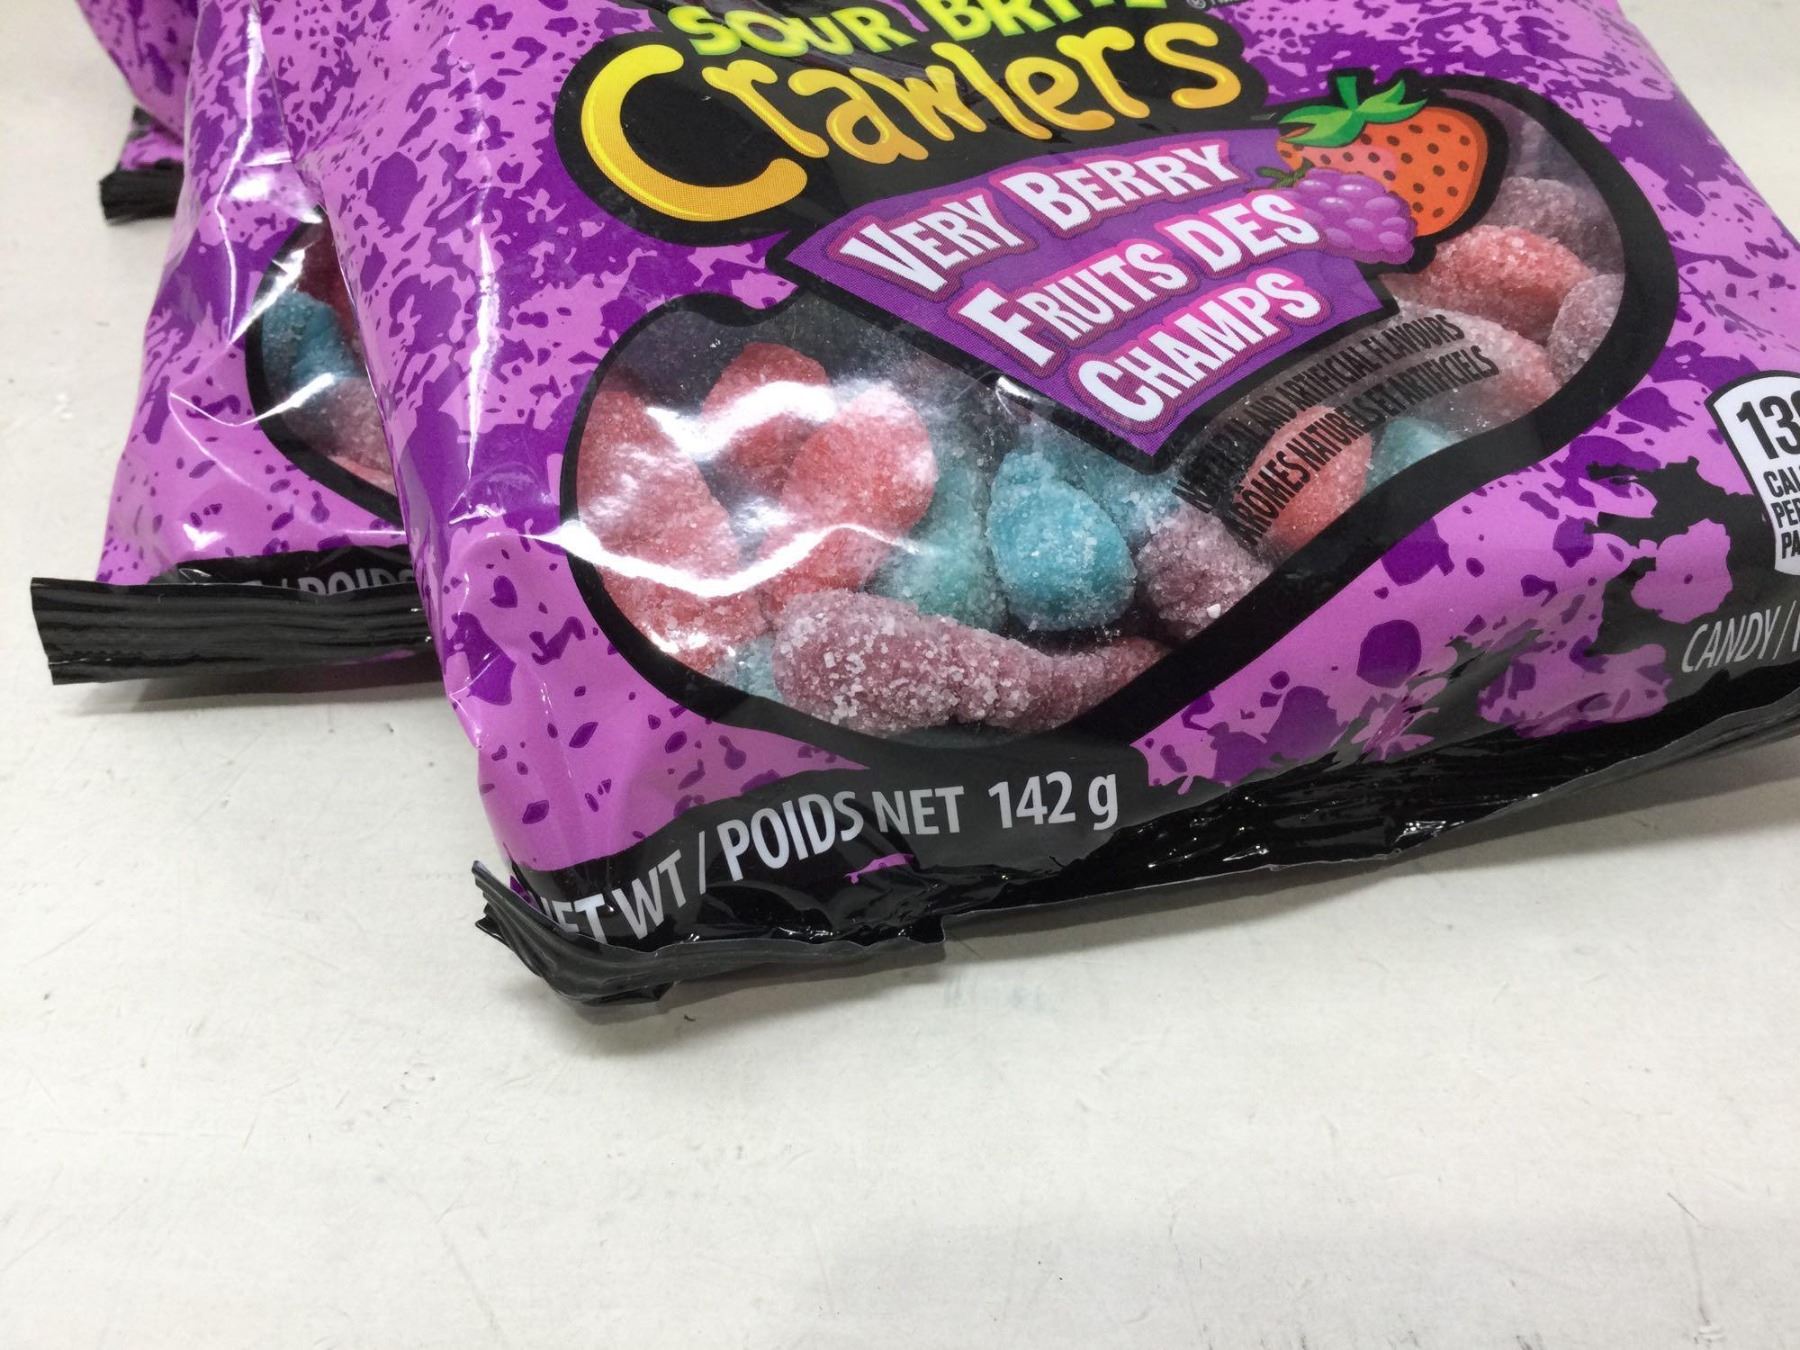 SOUR
Crawlers
VERY BERRY
FRUITS DES
CHAMPS
NATURAL AND ARTIFICIAL FLAVOURS
ARÔMES NATURELS ET ARTIFICIELS
CANDY /
NET WT / POIDS NET 142 g
/ POIDS